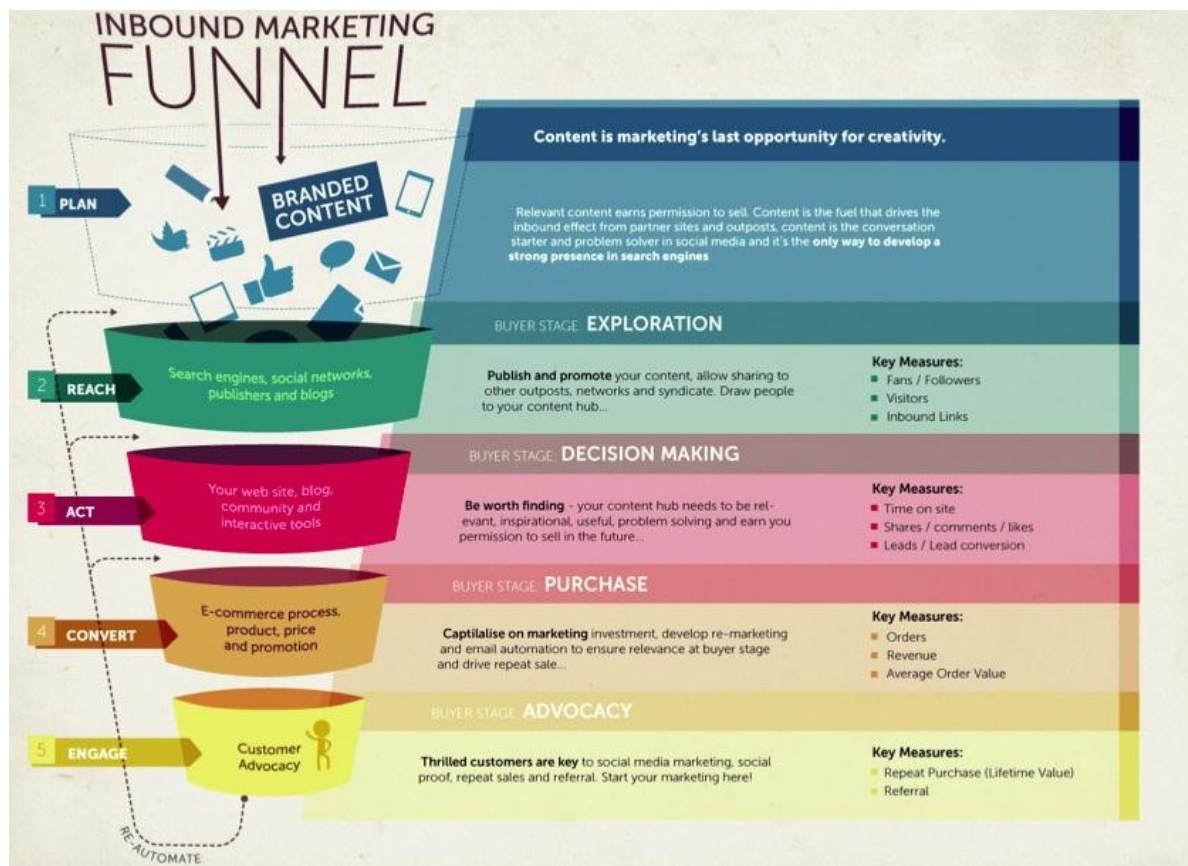 INBOUND MARKETING
FUNNEL
1 PLAN
BRANDED
CONTENT
Content is marketing's last opportunity for creativity.
Relevant content earns permission to sell. Content is the fuel that drives the
inbound effect from partner sites and outposts, content is the conversation
starter and problem solver in social media and it's the only way to develop a
strong presence in search engines
BUYER STAGE: EXPLORATION
2 REACH
Search engines, social networks,
publishers and blogs
Publish and promote your content, allow sharing to
other outposts, networks and syndicate. Draw people
to your content hub...
Key Measures:
Fans / Followers
Visitors
Inbound Links
BUYER STAGE: DECISION MAKING
3 ACT
Your web site, blog,
community and
interactive tools
Be worth finding - your content hub needs to be rel-
evant, inspirational, useful, problem solving and earn you
permission to sell in the future...
Key Measures:
Time on site
Shares / comments / likes
Leads / Lead conversion
BUYER STAGE: PURCHASE
4 CONVERT
E-commerce process,
product, price
and promotion
Captilalise on marketing investment, develop re-marketing
and email automation to ensure relevance at buyer stage
and drive repeat sale...
Key Measures:
Orders
Revenue
Average Order Value
BUYER STAGE: ADVOCACY
5 ENGAGE
Customer
Advocacy
Thrilled customers are key to social media marketing, social
proof, repeat sales and referral. Start your marketing here!
Key Measures:
Repeat Purchase (Lifetime Value)
Referral
RE-AUTOMATE